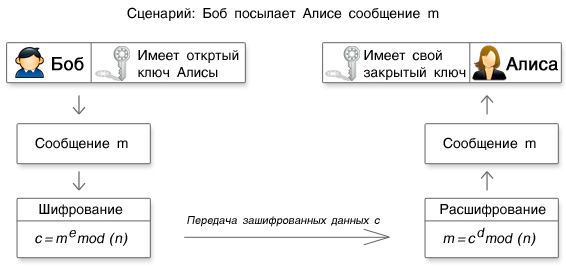 Сценарий: Боб посылает Алисе сообщение m
Боб
Имеет откртый
ключ Алисы
Имеет свой
закрытый ключ
Алиса
Сообщение m
Сообщение m
Шифрование
c = m^e mod (n)
Передача зашифрованных данных c
Расшифрование
m = c^d mod (n)